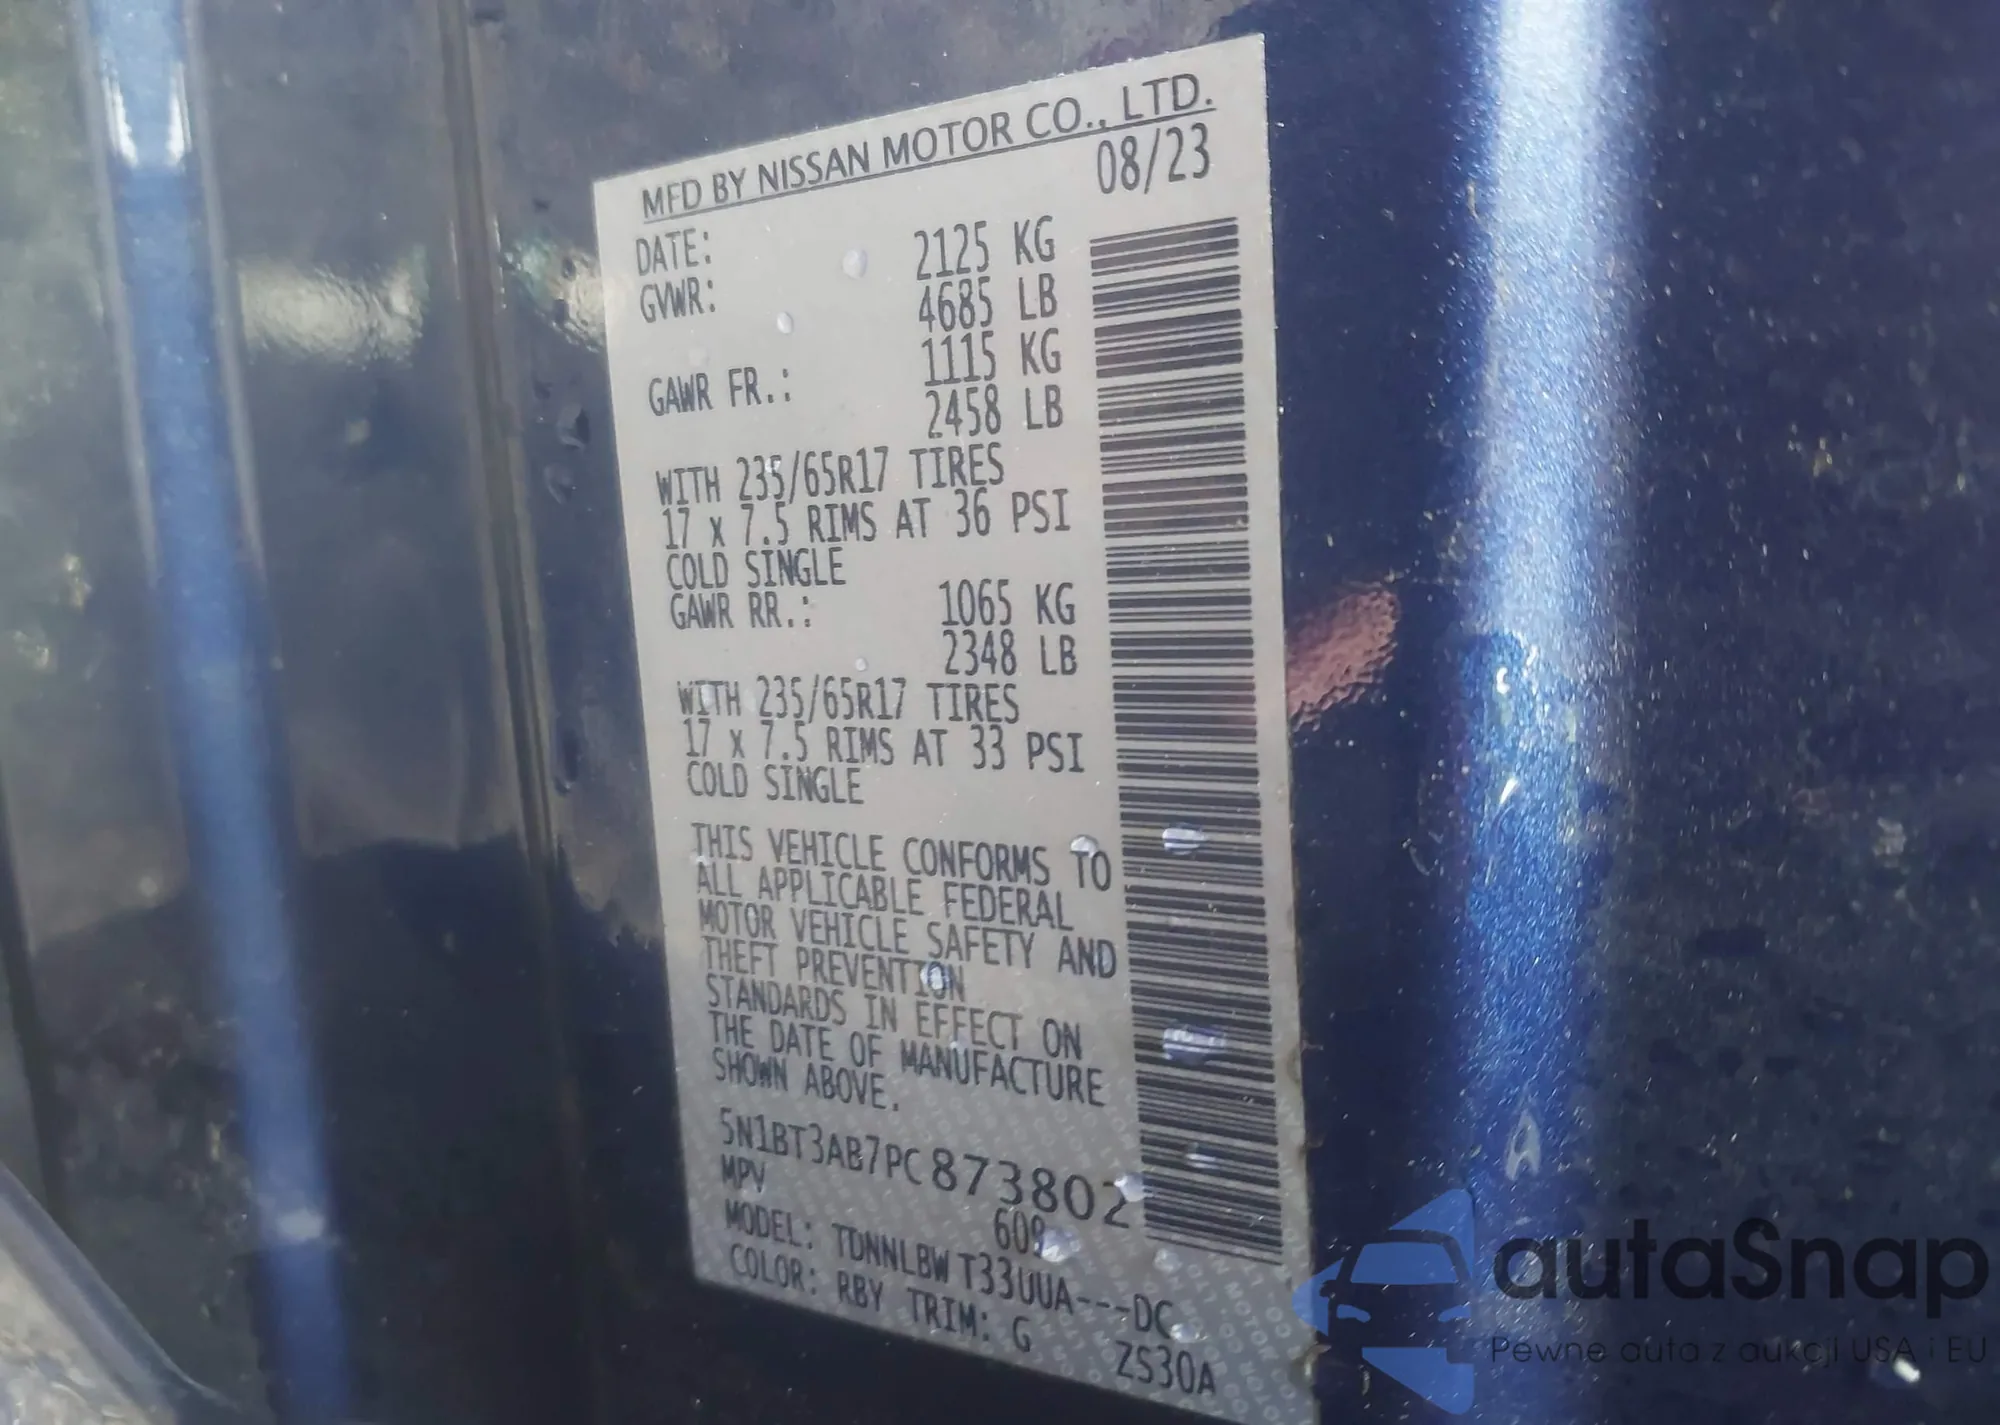 MFD BY NISSAN MOTOR CO., LTD.
DATE: 08/23
GVWR: 2125 KG
4685 LB
GAWR FR.: 1115 KG
2458 LB
WITH 235/65R17 TIRES
17 x 7.5 RIMS AT 36 PSI
COLD SINGLE
GAWR RR.: 1065 KG
2348 LB
WITH 235/65R17 TIRES
17 x 7.5 RIMS AT 33 PSI
COLD SINGLE
THIS VEHICLE CONFORMS TO
ALL APPLICABLE FEDERAL
MOTOR VEHICLE SAFETY AND
THEFT PREVENTION
STANDARDS IN EFFECT ON
THE DATE OF MANUFACTURE
SHOWN ABOVE.
5N1BT3AB7PC873802
MPV
MODEL: TDNNLBW T33UUA---DC
COLOR: RBY TRIM: G ZS30A
autaSnap
Pewne auta z aukcji USA i EU